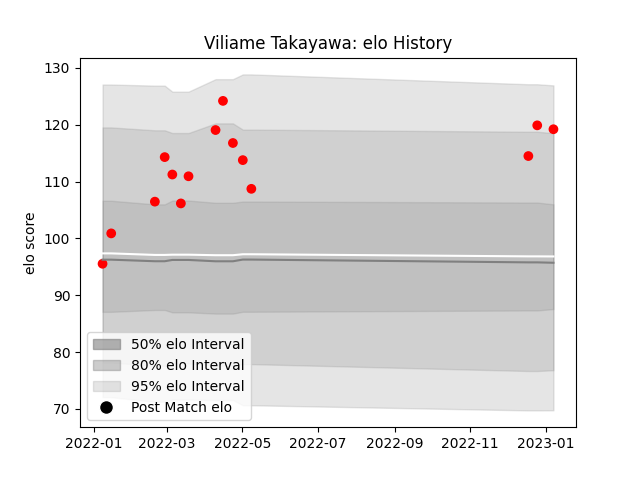 Viliame Takayawa: elo History
elo score
130
120
110
100
90
80
70
50% elo Interval
80% elo Interval
95% elo Interval
Post Match elo
2022-01
2022-03
2022-05
2022-07
2022-09
2022-11
2023-01